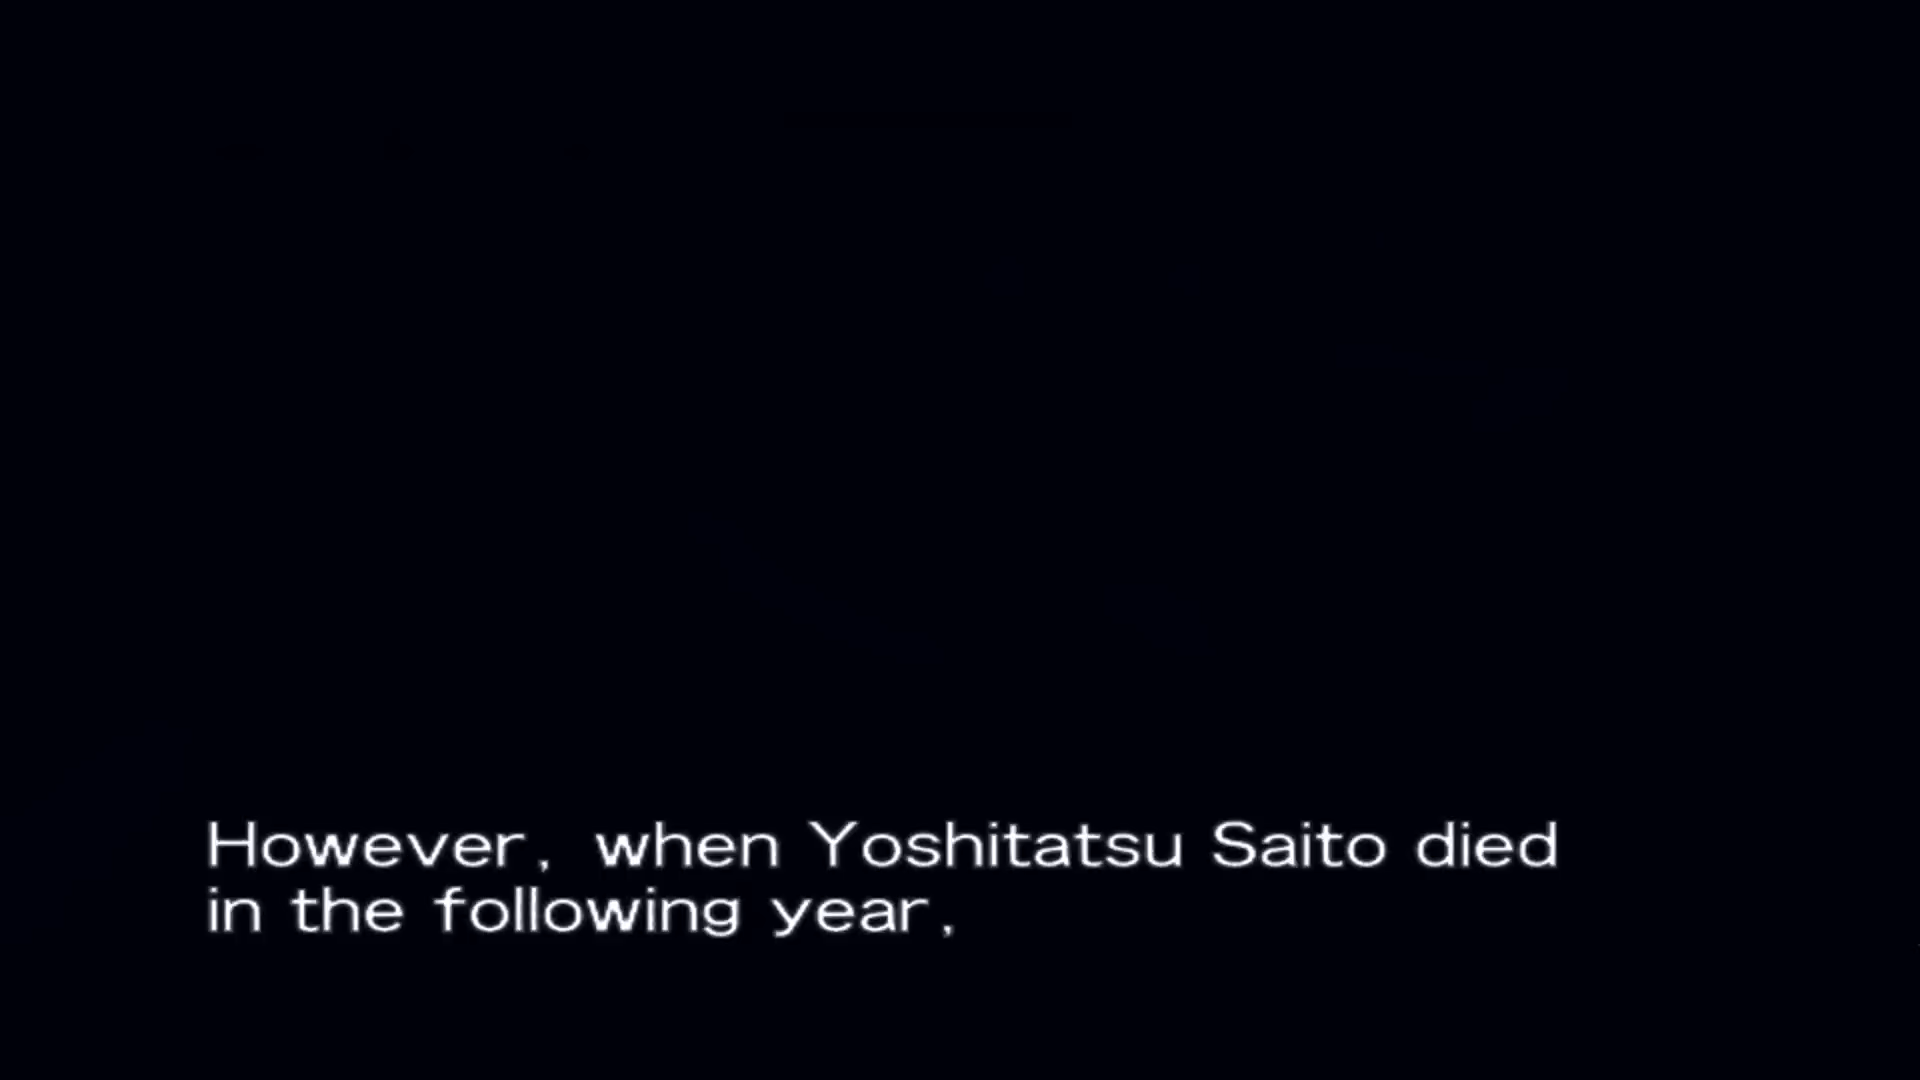 However, when Yoshitatsu Saito died
in the following year,